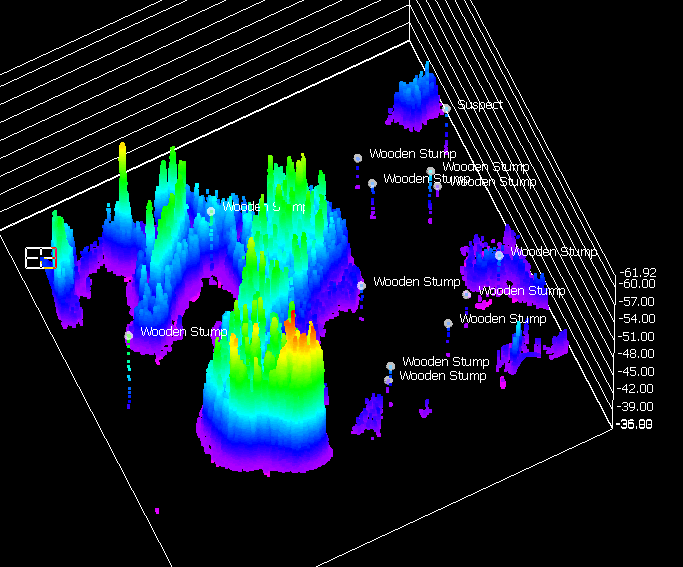 Suspect
Wooden Stump
Wooden Stump
Wooden Stump
Wooden Stump
Wooden Stump
Wooden Stump
Wooden Stump
Wooden Stump
Wooden Stump
Wooden Stump
Wooden Stump
Wooden Stump
-61.92
-60.00
-57.00
-54.00
-51.00
-48.00
-45.00
-42.00
-39.00